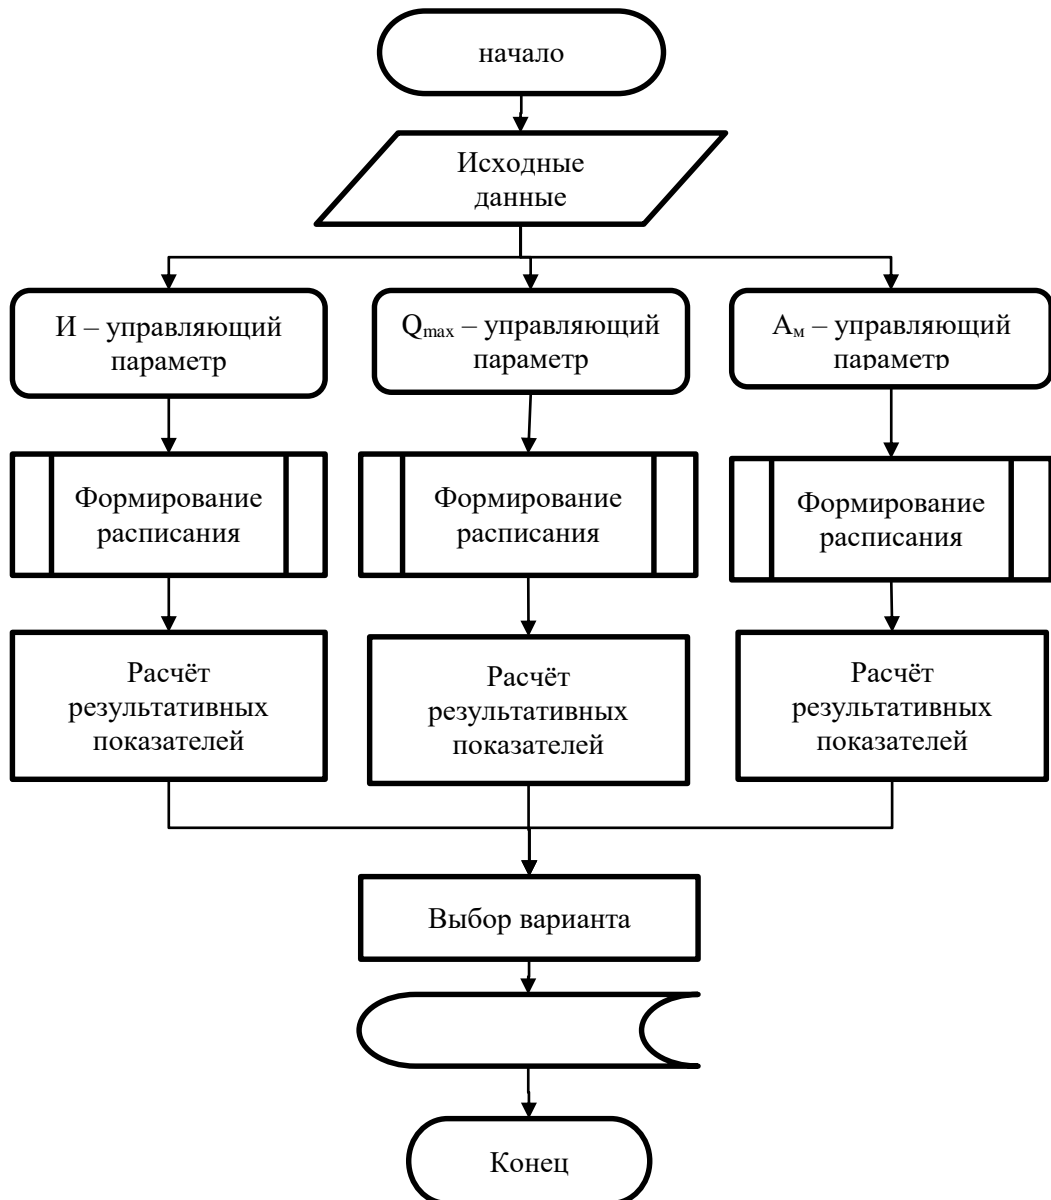 начало
Исходные
данные
И – управляющий
параметр
Qmax – управляющий
параметр
Ам – управляющий
параметр
Формирование
расписания
Формирование
расписания
Формирование
расписания
Расчёт
результативных
показателей
Расчёт
результативных
показателей
Расчёт
результативных
показателей
Выбор варианта
Конец